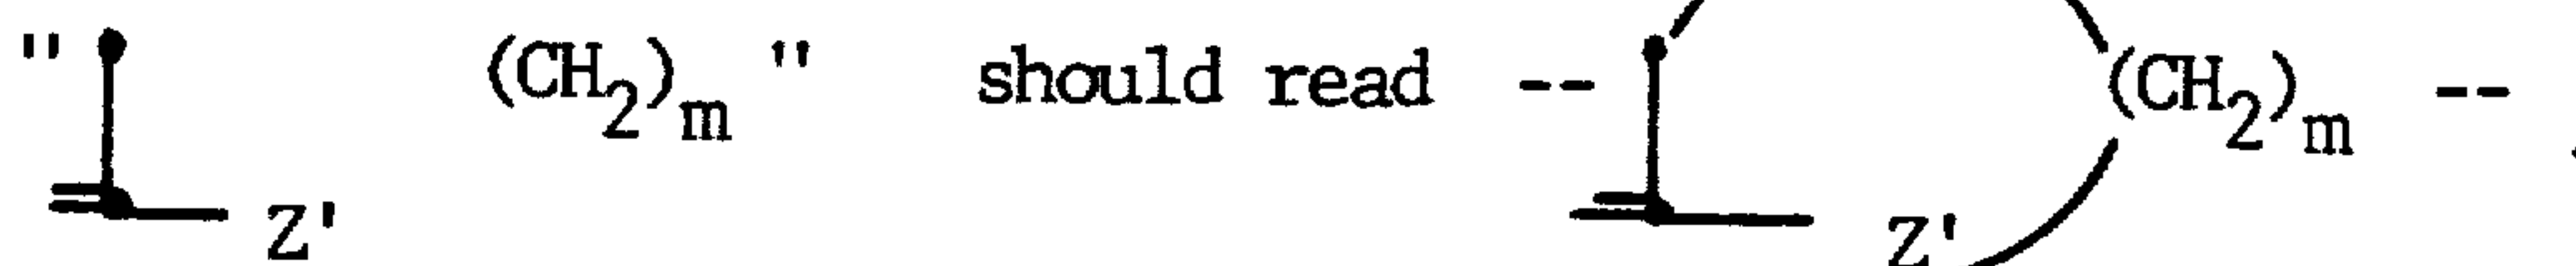 " (CH₂)ₘ " should read -- (CH₂)ₘ --
Z' Z'